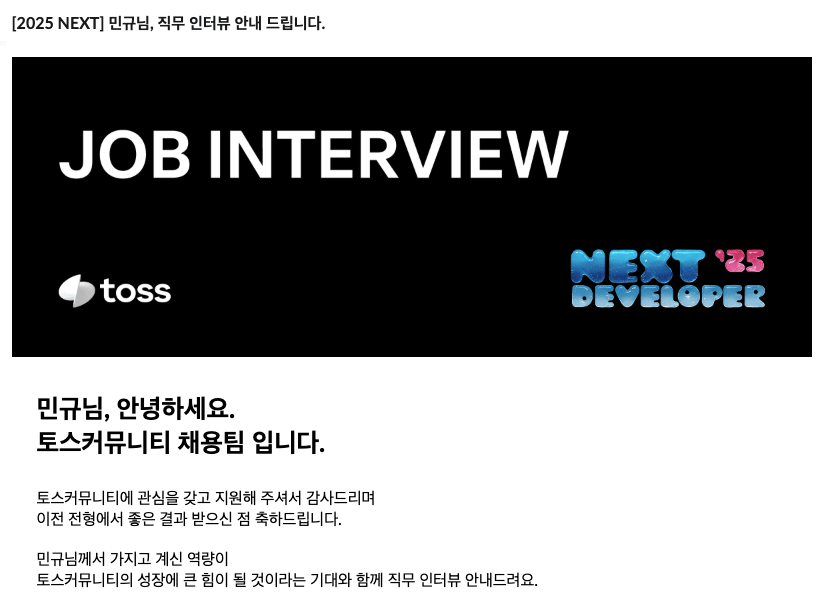 [2025 NEXT] 민규님, 직무 인터뷰 안내 드립니다.
JOB INTERVIEW
toss
NEXT '25
DEVELOPER
민규님, 안녕하세요.
토스커뮤니티 채용팀 입니다.
토스커뮤니티에 관심을 갖고 지원해 주셔서 감사드리며
이전 전형에서 좋은 결과 받으신 점 축하드립니다.
민규님께서 가지고 계신 역량이
토스커뮤니티의 성장에 큰 힘이 될 것이라는 기대와 함께 직무 인터뷰 안내드려요.